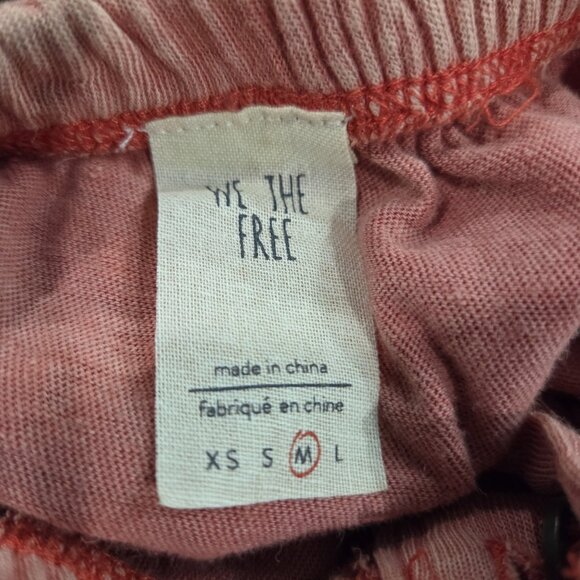 WE THE
FREE
made in china
fabriqué en chine
XS S M L